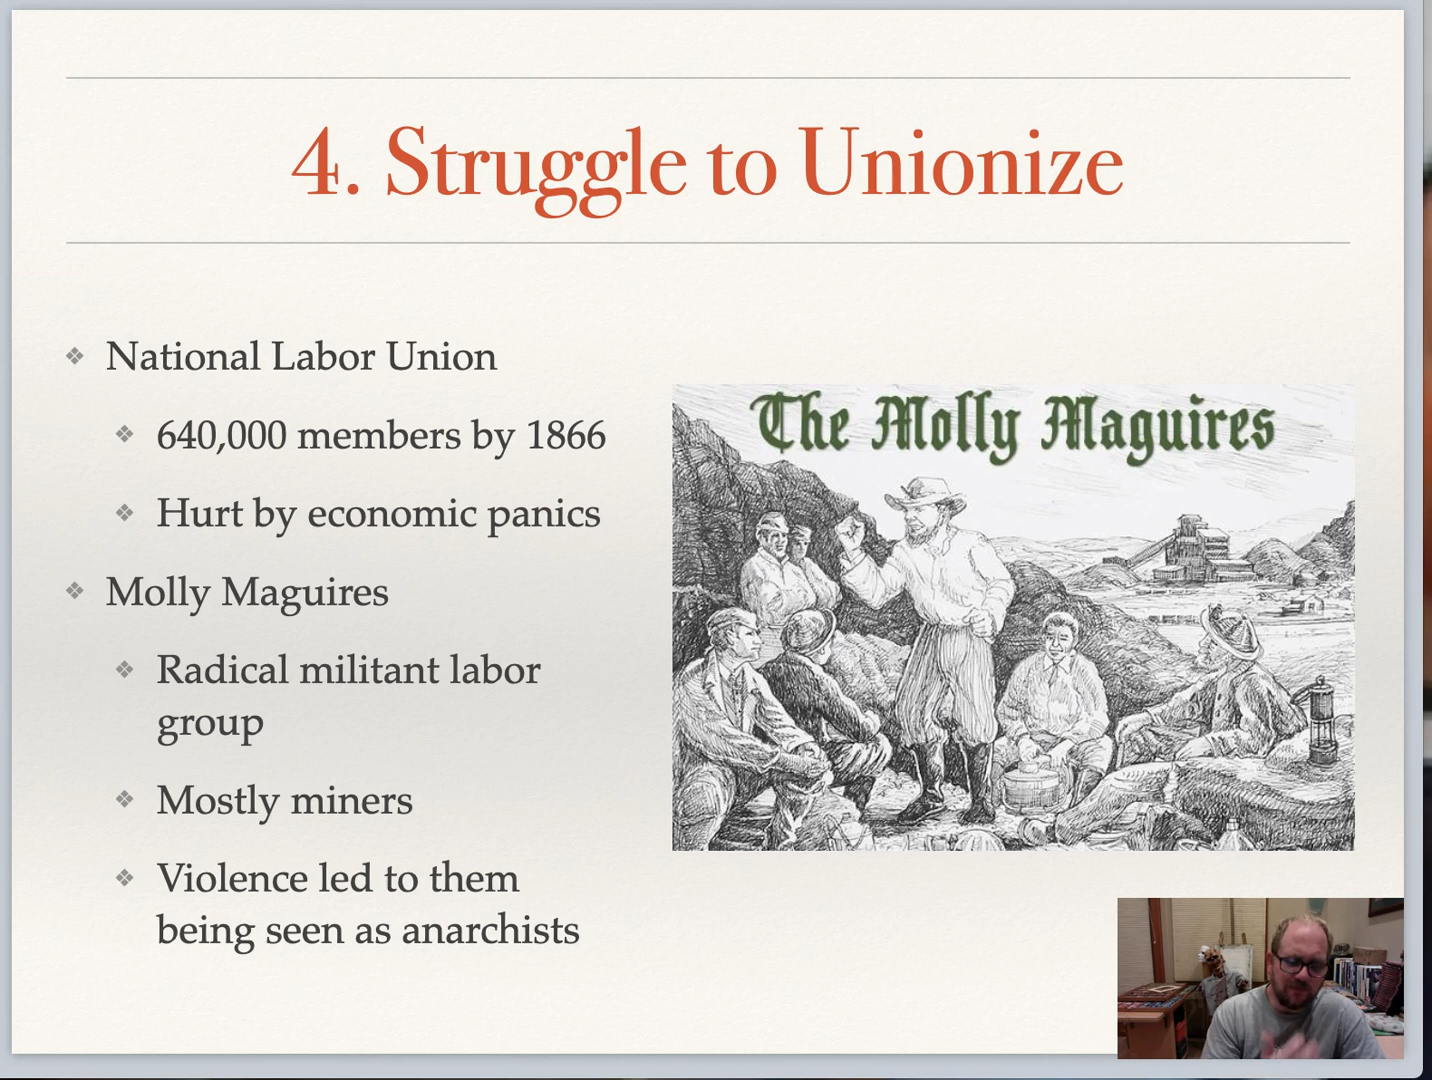 4. Struggle to Unionize
National Labor Union
640,000 members by 1866
Hurt by economic panics
Molly Maguires
Radical militant labor
group
Mostly miners
Violence led to them
being seen as anarchists
The Molly Maguires